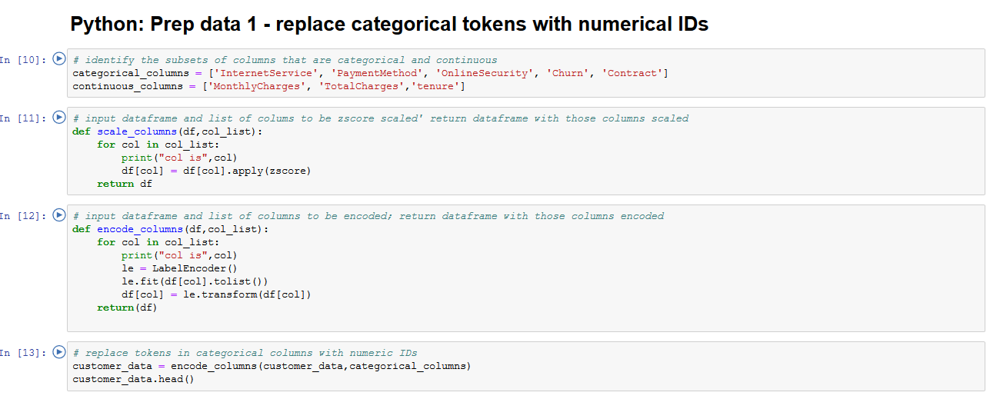 Python: Prep data 1 - replace categorical tokens with numerical IDs
In [10]:
# identify the subsets of columns that are categorical and continuous
categorical_columns = ['InternetService', 'PaymentMethod', 'OnlineSecurity', 'Churn', 'Contract']
continuous_columns = ['MonthlyCharges', 'TotalCharges','tenure']
In [11]:
# input dataframe and list of colums to be zscore scaled' return dataframe with those columns scaled
def scale_columns(df,col_list):
    for col in col_list:
        print("col is",col)
        df[col] = df[col].apply(zscore)
    return df
In [12]:
# input dataframe and list of columns to be encoded; return dataframe with those columns encoded
def encode_columns(df,col_list):
    for col in col_list:
        print("col is",col)
        le = LabelEncoder()
        le.fit(df[col].tolist())
        df[col] = le.transform(df[col])
    return(df)
In [13]:
# replace tokens in categorical columns with numeric IDs
customer_data = encode_columns(customer_data,categorical_columns)
customer_data.head()